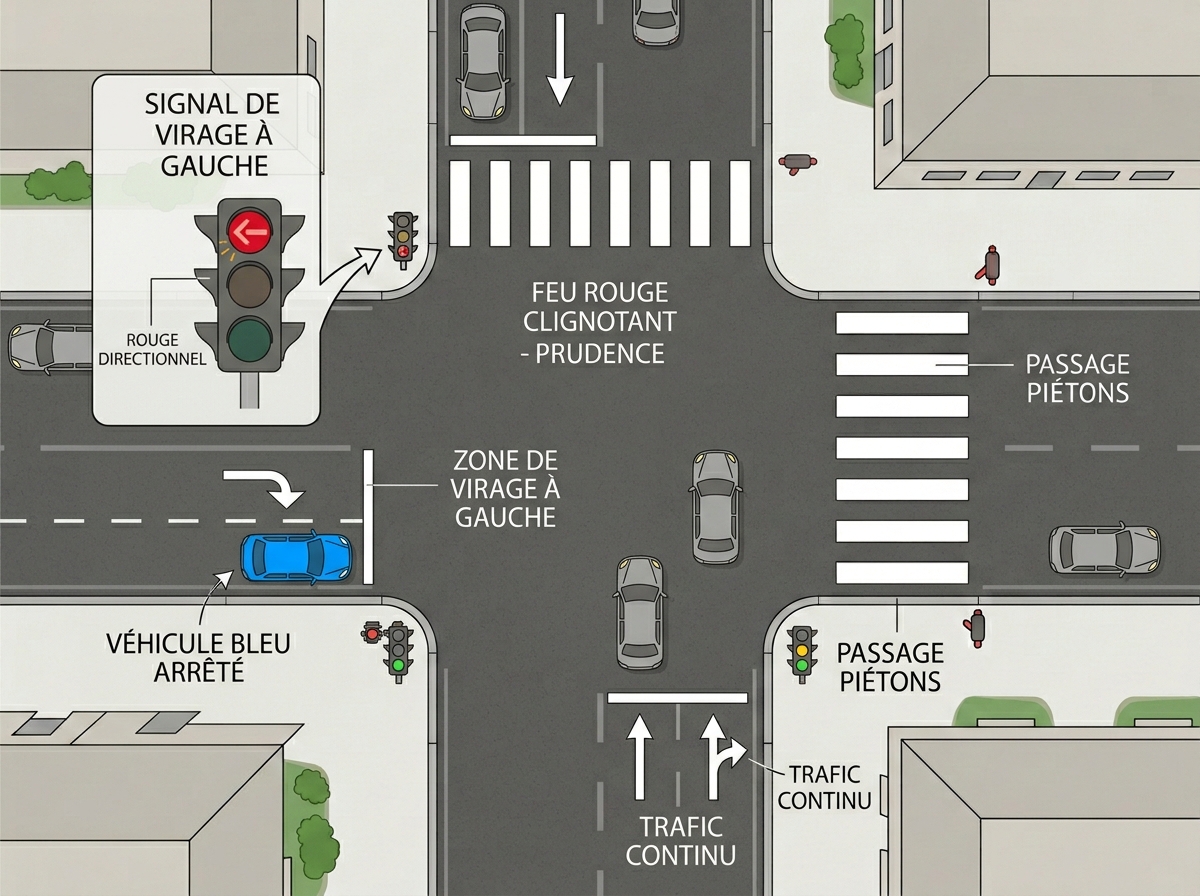 SIGNAL DE
VIRAGE À
GAUCHE
ROUGE
DIRECTIONNEL
FEU ROUGE
CLIGNOTANT
- PRUDENCE
PASSAGE
PIÉTONS
ZONE DE
VIRAGE À
GAUCHE
VÉHICULE BLEU
ARRÊTÉ
PASSAGE
PIÉTONS
TRAFIC
CONTINU
TRAFIC
CONTINU